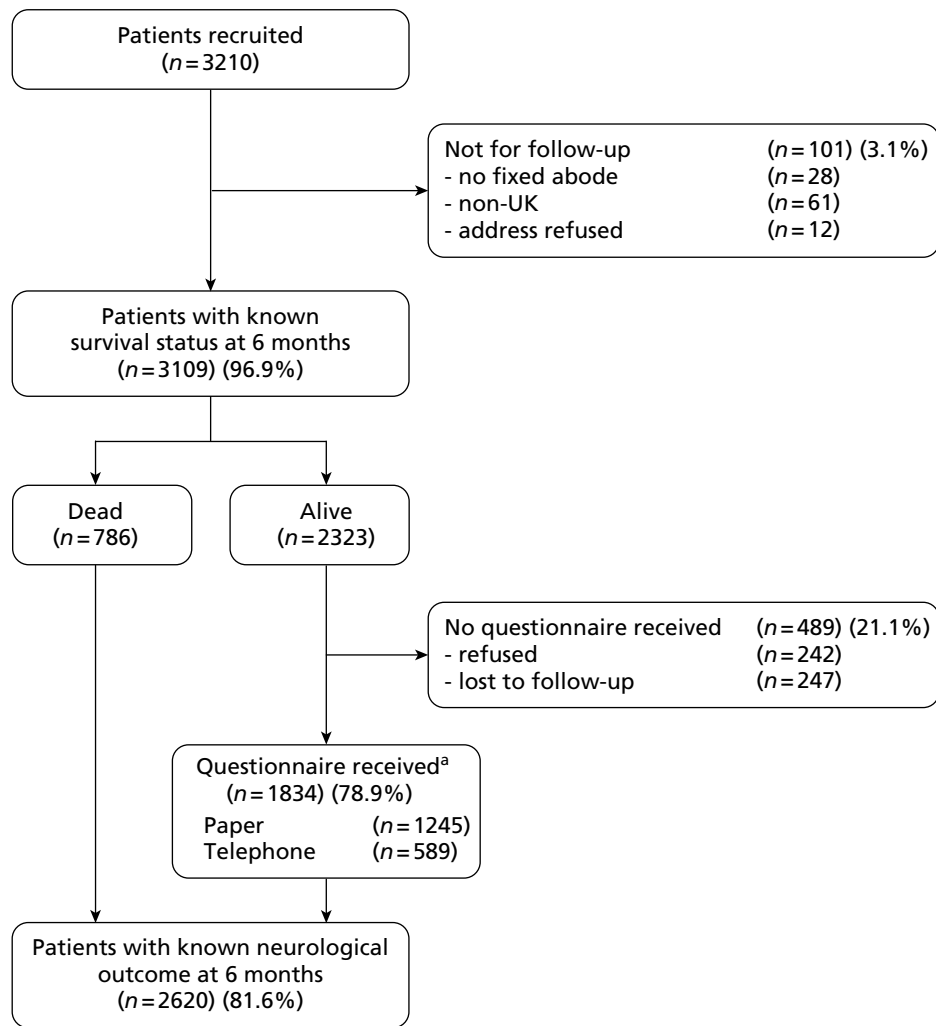 Patients recruited
(n=3210)
Not for follow-up (n=101) (3.1%)
- no fixed abode (n=28)
- non-UK (n=61)
- address refused (n=12)
Patients with known
survival status at 6 months
(n=3109) (96.9%)
Dead
(n=786)
Alive
(n=2323)
No questionnaire received (n=489) (21.1%)
- refused (n=242)
- lost to follow-up (n=247)
Questionnaire receivedᵃ
(n=1834) (78.9%)
Paper (n=1245)
Telephone (n=589)
Patients with known neurological
outcome at 6 months
(n=2620) (81.6%)